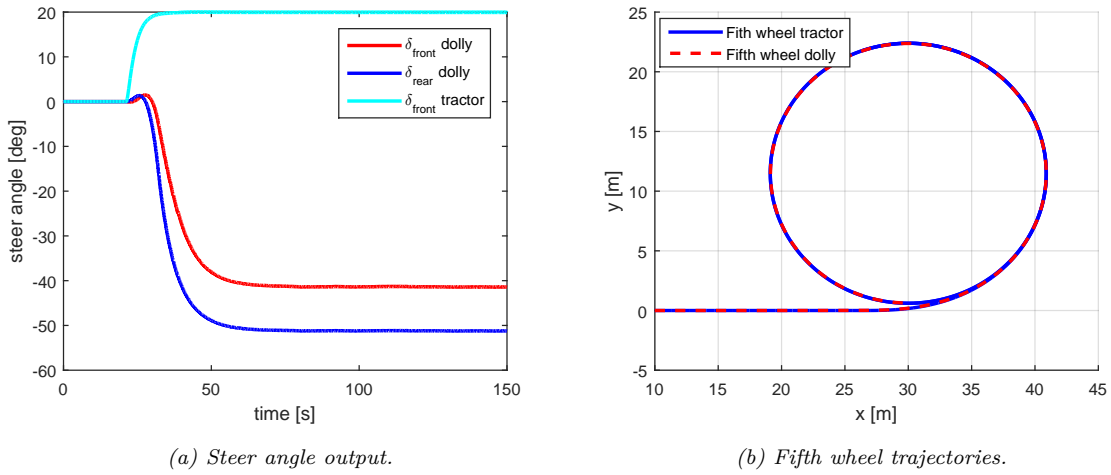 20
10
0
-10
-20
-30
-40
-50
-60
steer angle [deg]
δfront dolly
δrear dolly
δfront tractor
0
50
100
150
time [s]
(a) Steer angle output.
25
20
15
10
5
0
-5
y [m]
Fifth wheel tractor
Fifth wheel dolly
10
15
20
25
30
35
40
45
x [m]
(b) Fifth wheel trajectories.